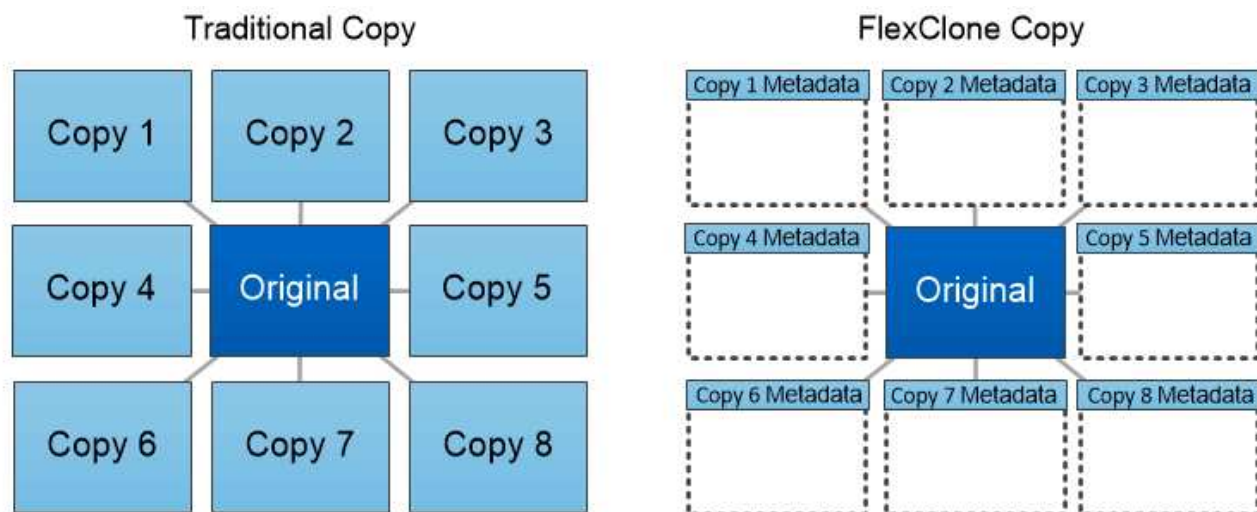 Traditional Copy
FlexClone Copy
Copy 1
Copy 2
Copy 3
Copy 4
Original
Copy 5
Copy 6
Copy 7
Copy 8
Copy 1 Metadata
Copy 2 Metadata
Copy 3 Metadata
Copy 4 Metadata
Original
Copy 5 Metadata
Copy 6 Metadata
Copy 7 Metadata
Copy 8 Metadata